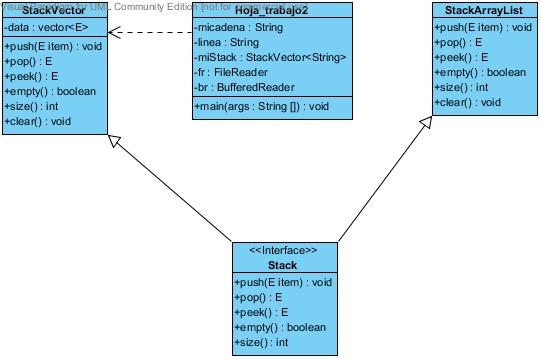 Visual Paradigm for UML Community Edition [not for commercial use]
StackVector
-data : vector<E>
+push(E item) : void
+pop() : E
+peek() : E
+empty() : boolean
+size() : int
+clear() : void
Hoja_trabajo2
-micadena : String
-linea : String
-miStack : StackVector<String>
-fr : FileReader
-br : BufferedReader
+main(args : String []) : void
StackArrayList
+push(E item) : void
+pop() : E
+peek() : E
+empty() : boolean
+size() : int
+clear() : void
<<Interface>>
Stack
+push(E item) : void
+pop() : E
+peek() : E
+empty() : boolean
+size() : int